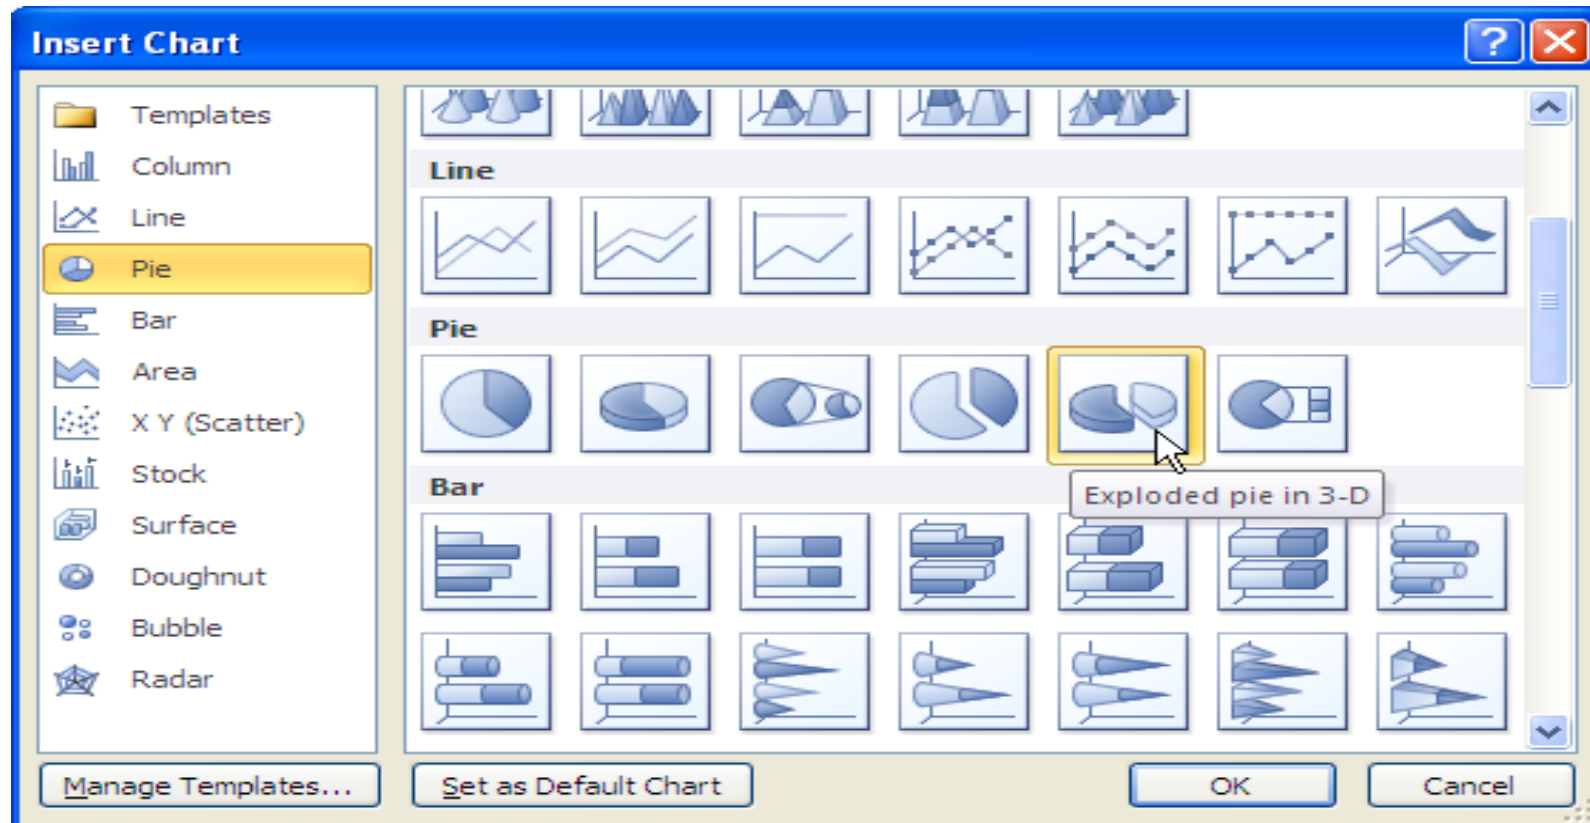 Insert Chart
Templates
Column
Line
Pie
Bar
Area
X Y (Scatter)
Stock
Surface
Doughnut
Bubble
Radar
Line
Pie
Exploded pie in 3-D
Bar
Manage Templates...
Set as Default Chart
OK
Cancel